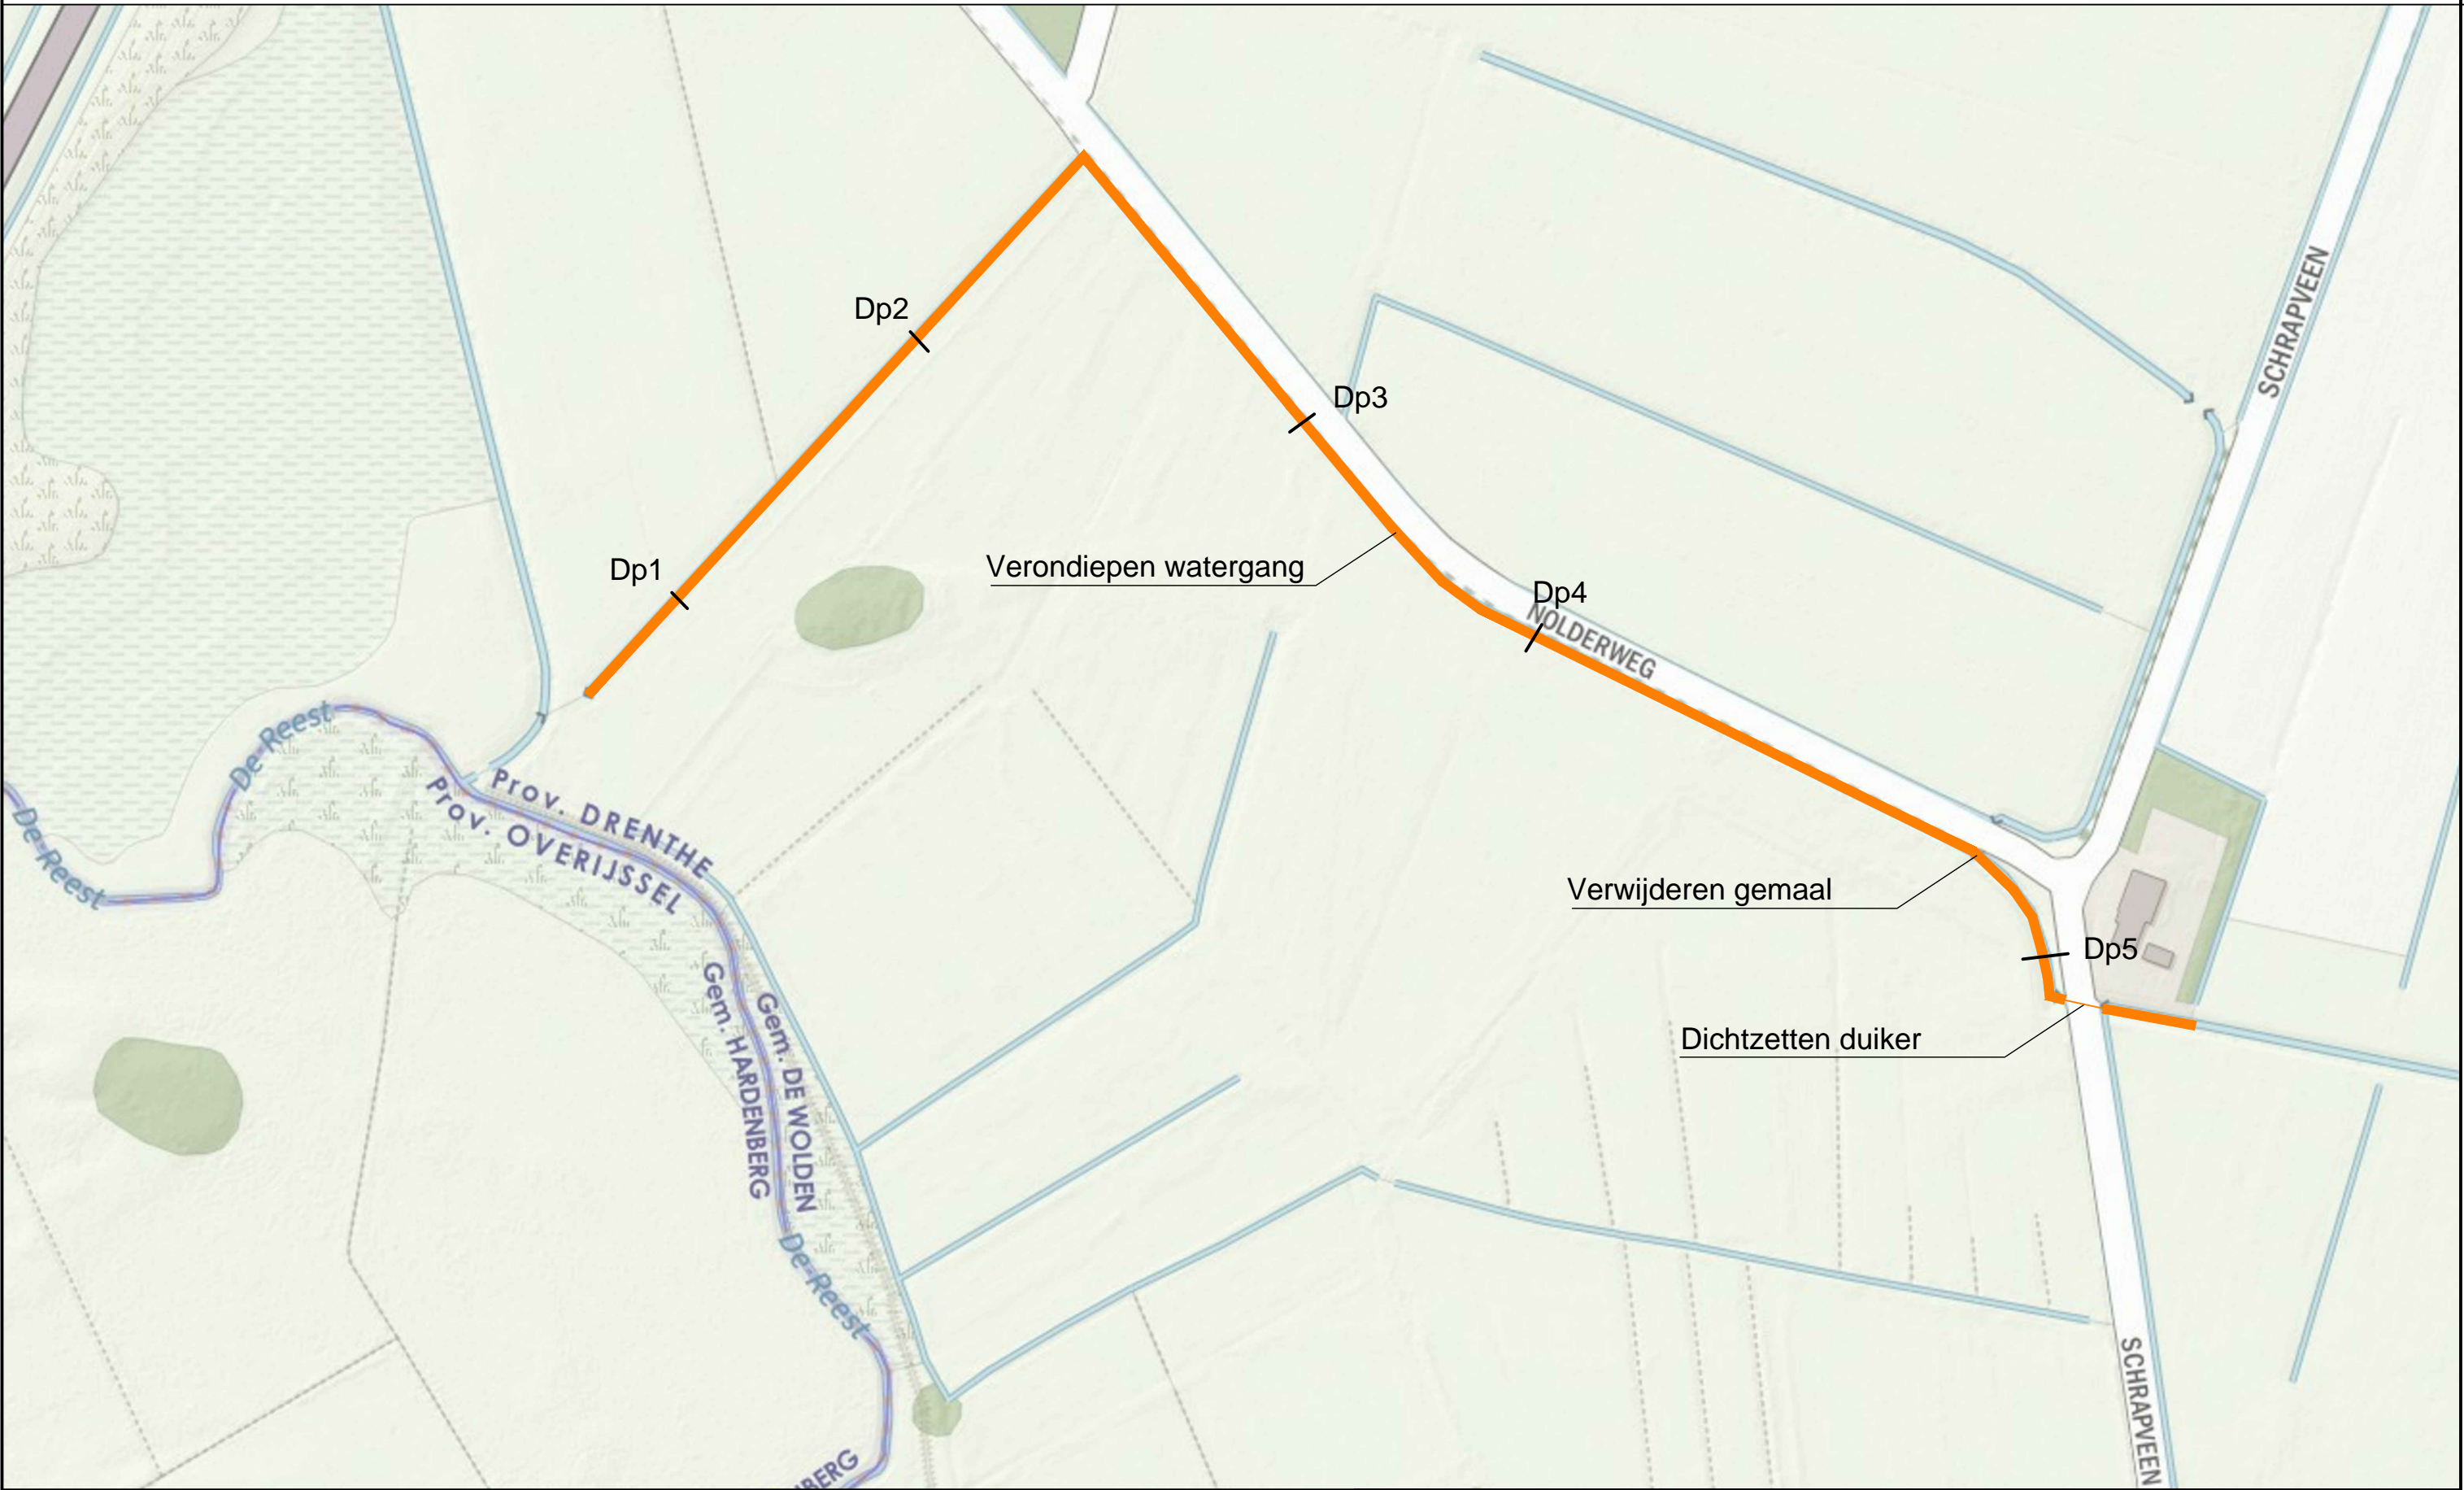 SCHRAPVEEN
Dp2
Dp3
Dp1
Verondiepen watergang
Dp4
NOLDERWEG
De Reest
Prov. DRENTHE
Prov. OVERIJSSEL
De Reest
Verwijderen gemaal
Dp5
Gem. DE WOLDEN
Gem. HARDENBERG
Dichtzetten duiker
De Reest
SCHRAPVEEN
BERG